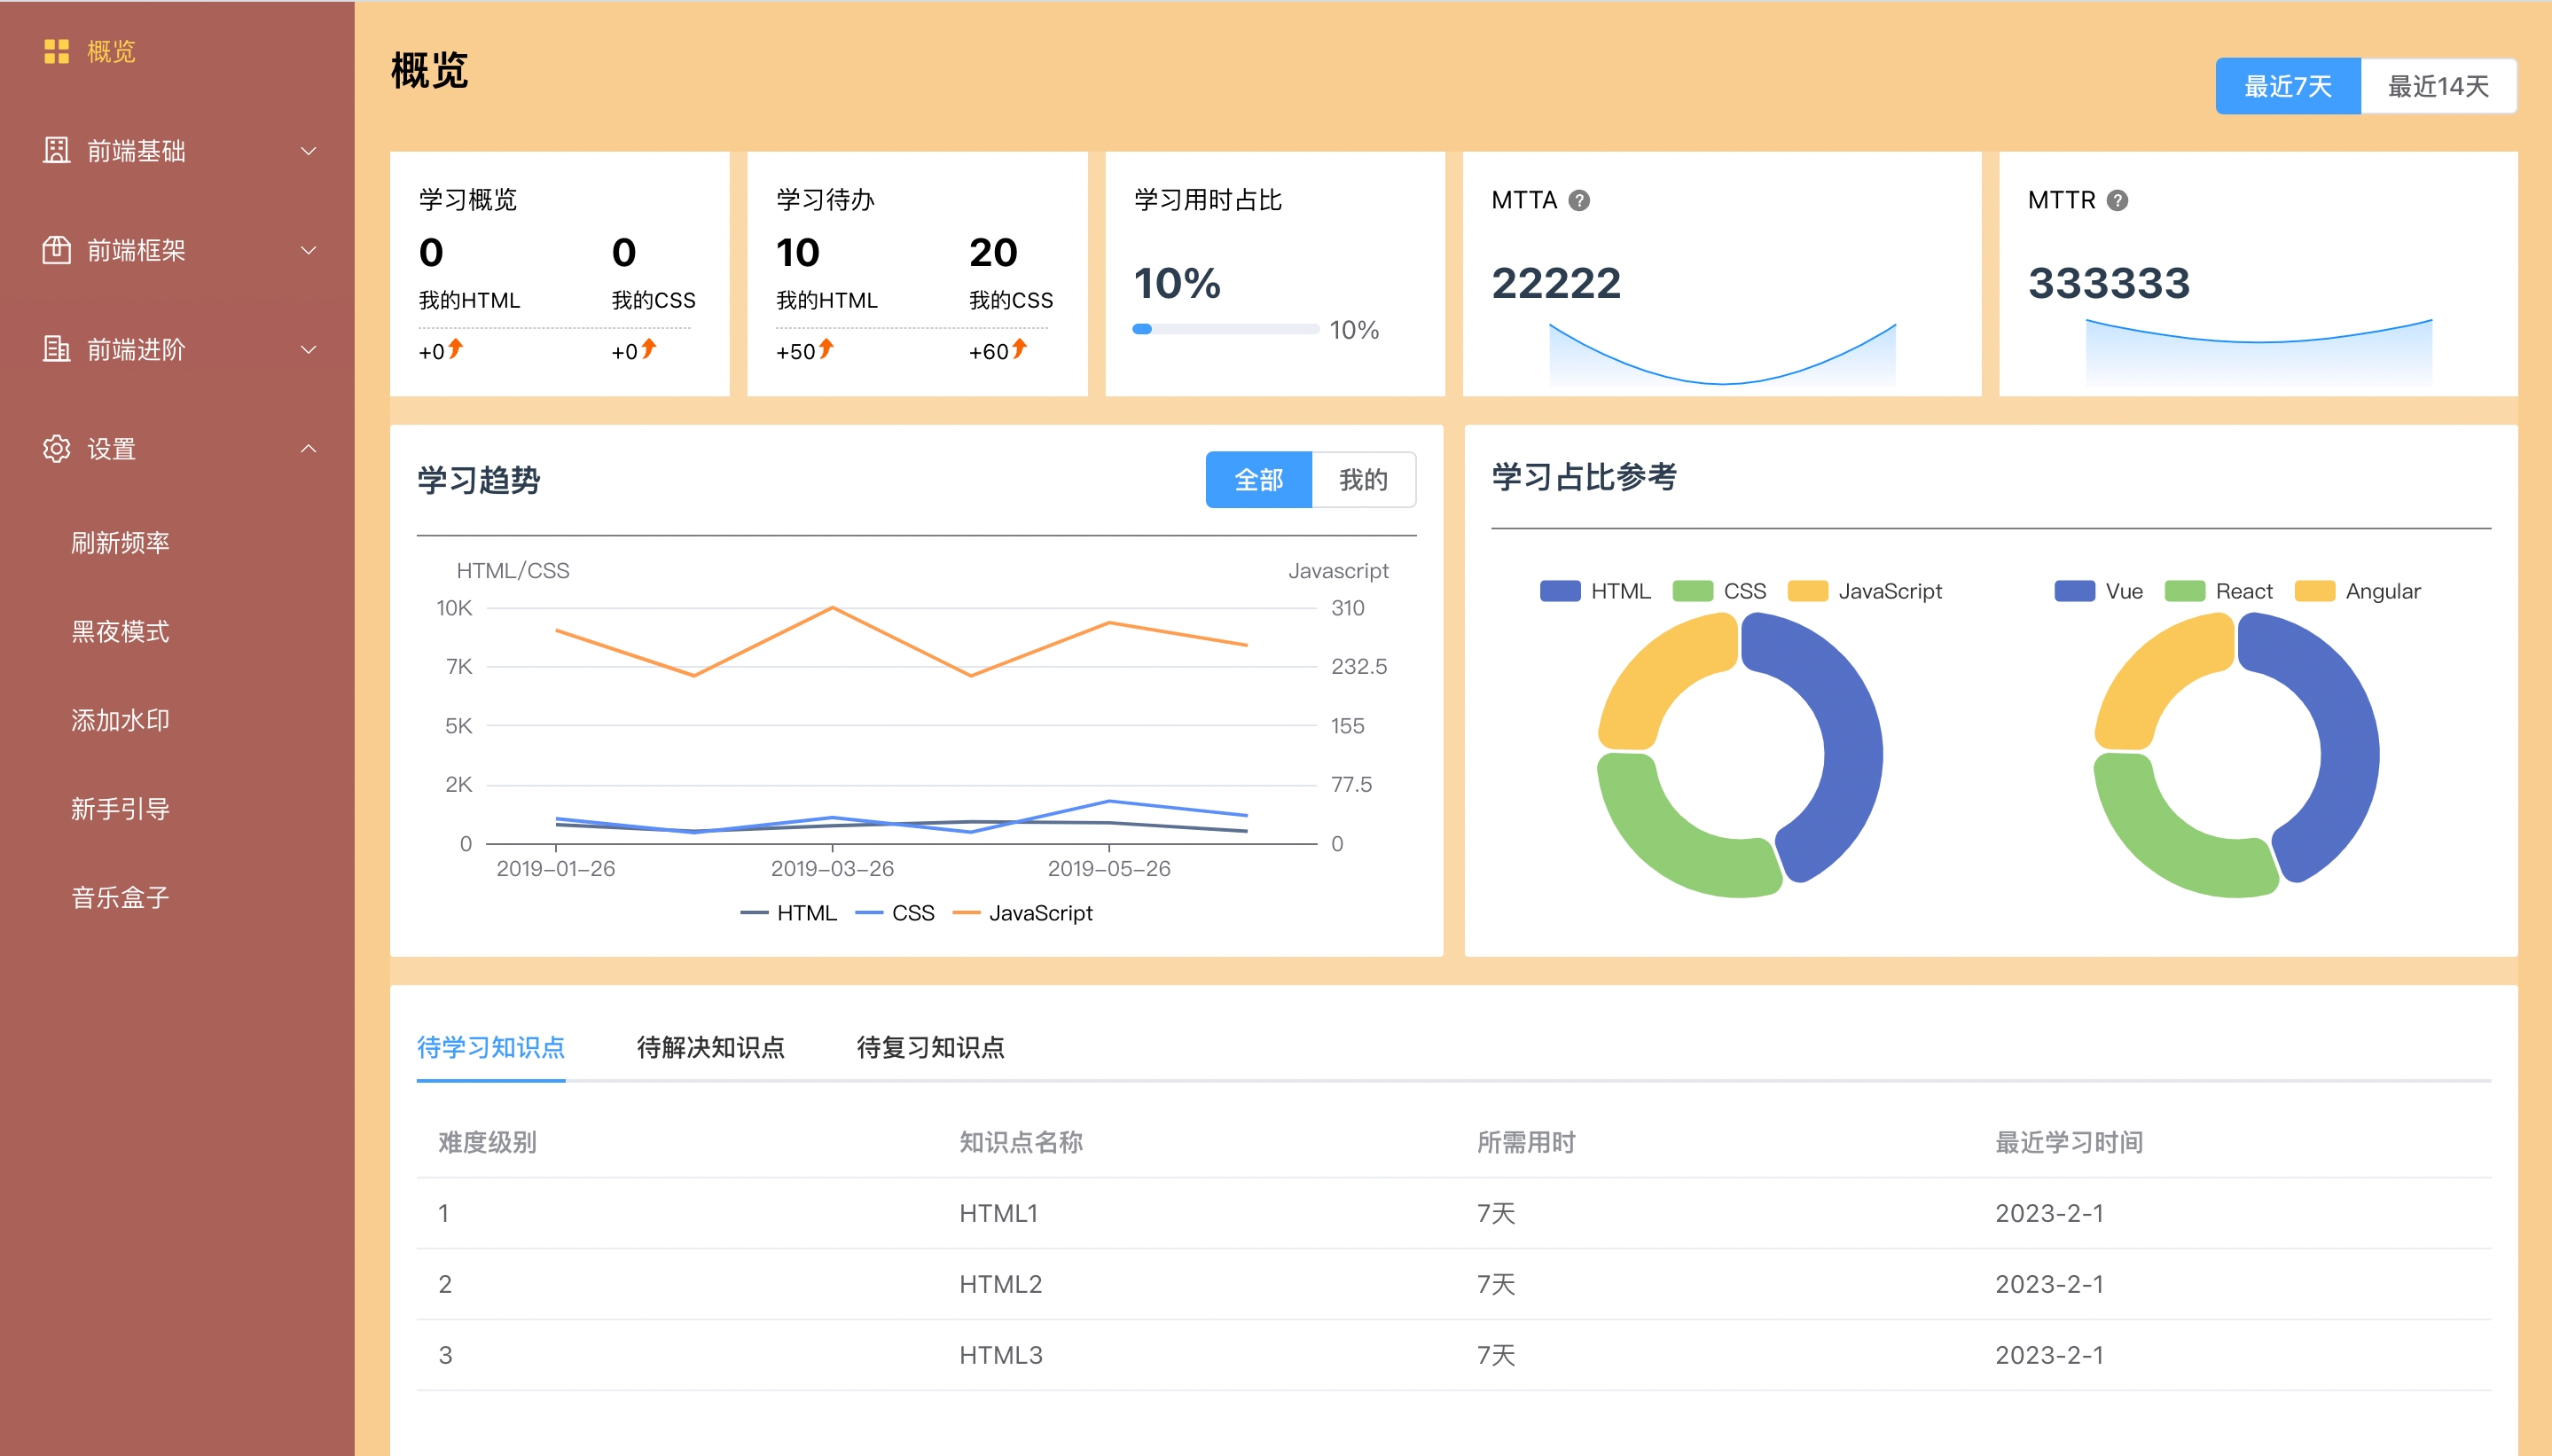 概览
前端基础
前端框架
前端进阶
设置
刷新频率
黑夜模式
添加水印
新手引导
音乐盒子
概览
最近7天 最近14天
学习概览
0 0
我的HTML 我的CSS
+0 +0
学习待办
10 20
我的HTML 我的CSS
+50 +60
学习用时占比
10%
10%
MTTA ?
22222
MTTR ?
333333
学习趋势
全部 我的
HTML/CSS Javascript
10K 310
7K 232.5
5K 155
2K 77.5
0 0
2019-01-26 2019-03-26 2019-05-26
HTML CSS JavaScript
学习占比参考
HTML CSS JavaScript
Vue React Angular
待学习知识点 待解决知识点 待复习知识点
难度级别 知识点名称 所需用时 最近学习时间
1 HTML1 7天 2023-2-1
2 HTML2 7天 2023-2-1
3 HTML3 7天 2023-2-1